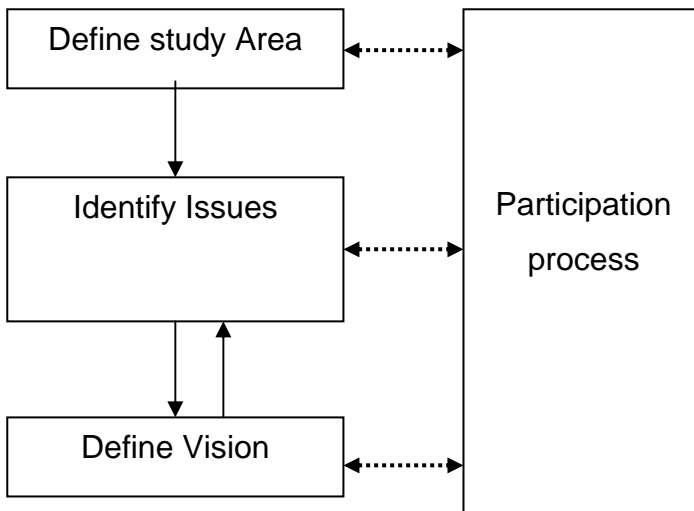 Define study Area
Identify Issues
Participation
process
Define Vision